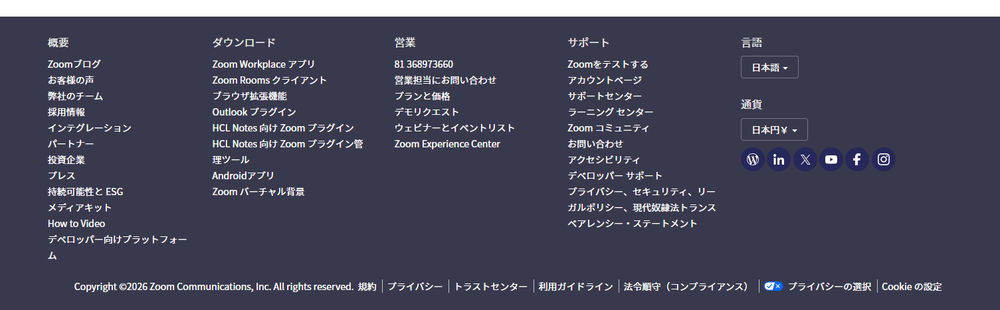 概要
Zoomブログ
お客様の声
弊社のチーム
採用情報
インテグレーション
パートナー
投資企業
プレス
持続可能性と ESG
メディアキット
How to Video
デベロッパー向けプラットフォー
ム
ダウンロード
Zoom Workplace アプリ
Zoom Rooms クライアント
ブラウザ拡張機能
Outlook プラグイン
HCL Notes 向け Zoom プラグイン
HCL Notes 向け Zoom プラグイン管
理ツール
Androidアプリ
Zoom バーチャル背景
営業
81 368973660
営業担当にお問い合わせ
プランと価格
デモリクエスト
ウェビナーとイベントリスト
Zoom Experience Center
サポート
Zoomをテストする
アカウントページ
サポートセンター
ラーニング センター
Zoom コミュニティ
お問い合わせ
アクセシビリティ
デベロッパー サポート
プライバシー、セキュリティ、リー
ガルポリシー、現代奴隷法トランス
ペアレンシー・ステートメント
言語
日本語
通貨
日本円￥
Copyright ©2026 Zoom Communications, Inc. All rights reserved. 規約 プライバシー トラストセンター 利用ガイドライン 法令順守（コンプライアンス） プライバシーの選択 Cookie の設定